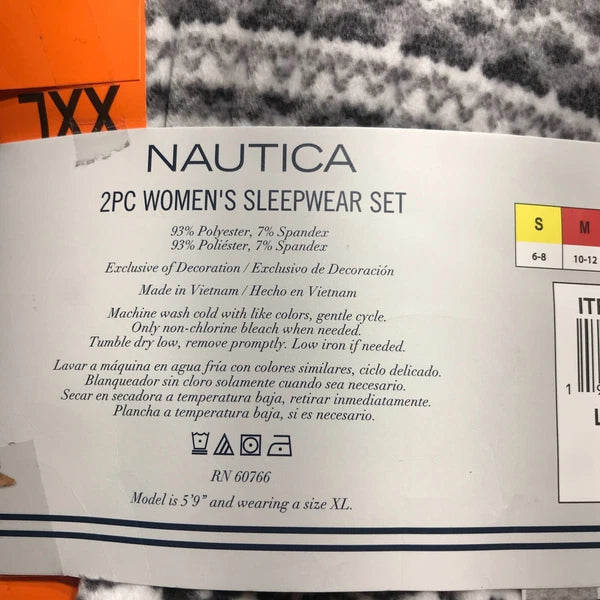 XXL
NAUTICA
2PC WOMEN'S SLEEPWEAR SET
93% Polyester, 7% Spandex
93% Poliéster, 7% Spandex
Exclusive of Decoration / Exclusivo de Decoración
Made in Vietnam / Hecho en Vietnam
Machine wash cold with like colors, gentle cycle.
Only non-chlorine bleach when needed.
Tumble dry low, remove promptly. Low iron if needed.
Lavar a máquina en agua fría con colores similares, ciclo delicado.
Blanqueador sin cloro solamente cuando sea necesario.
Secar en secadora a temperatura baja, retirar inmediatamente.
Plancha a temperatura baja, si es necesario.
RN 60766
Model is 5'9" and wearing a size XL.
S M
6-8 10-12
1